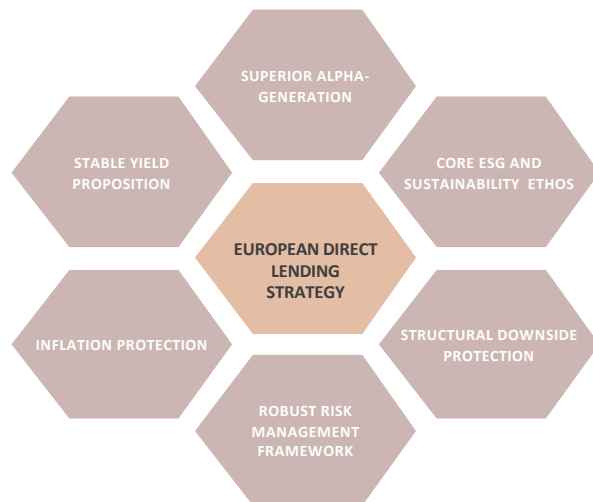 SUPERIOR ALPHA-
GENERATION
STABLE YIELD
PROPOSITION
CORE ESG AND
SUSTAINABILITY ETHOS
EUROPEAN DIRECT
LENDING
STRATEGY
INFLATION PROTECTION
STRUCTURAL DOWNSIDE
PROTECTION
ROBUST RISK
MANAGEMENT
FRAMEWORK